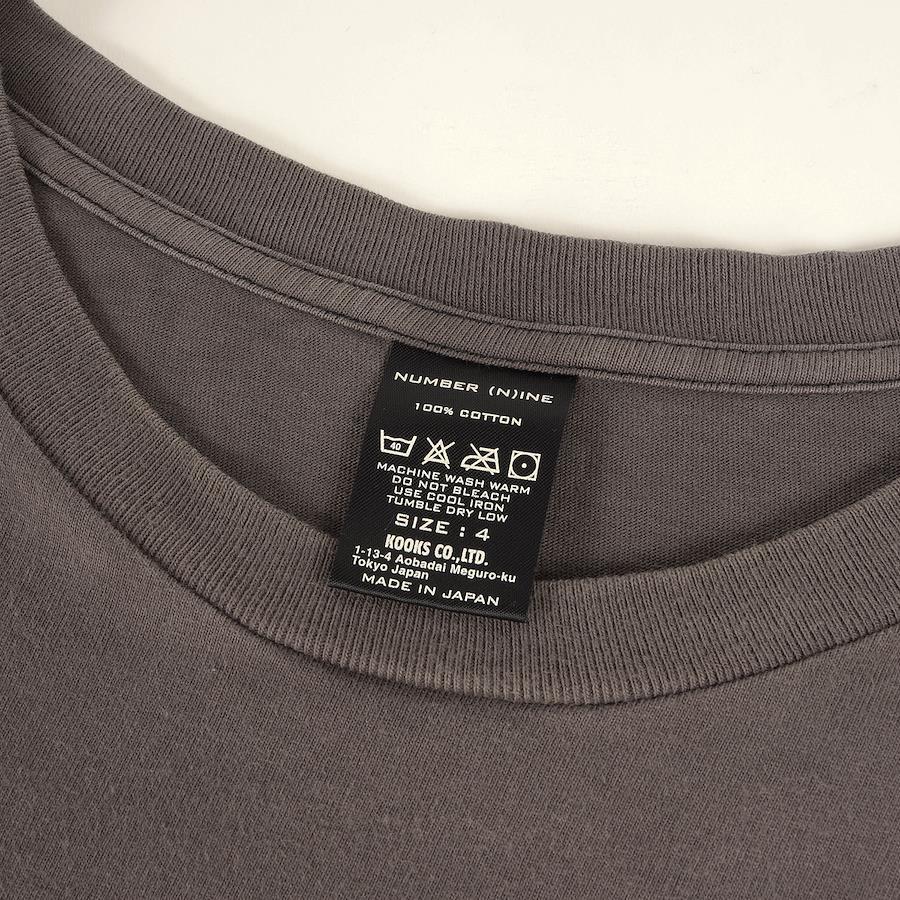 NUMBER (N)INE
100% COTTON
40
MACHINE WASH WARM
DO NOT BLEACH
USE COOL IRON
TUMBLE DRY LOW
SIZE : 4
KOOKS CO.,LTD.
1-13-4 Aobadai Meguro-ku
Tokyo Japan
MADE IN JAPAN